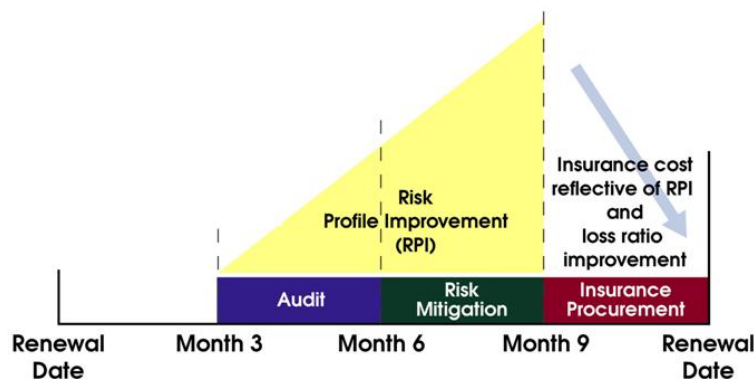 Risk
Profile Improvement
(RPI)
Insurance cost
reflective of RPI
and
loss ratio
improvement
Audit
Risk
Mitigation
Insurance
Procurement
Renewal
Date
Month 3
Month 6
Month 9
Renewal
Date